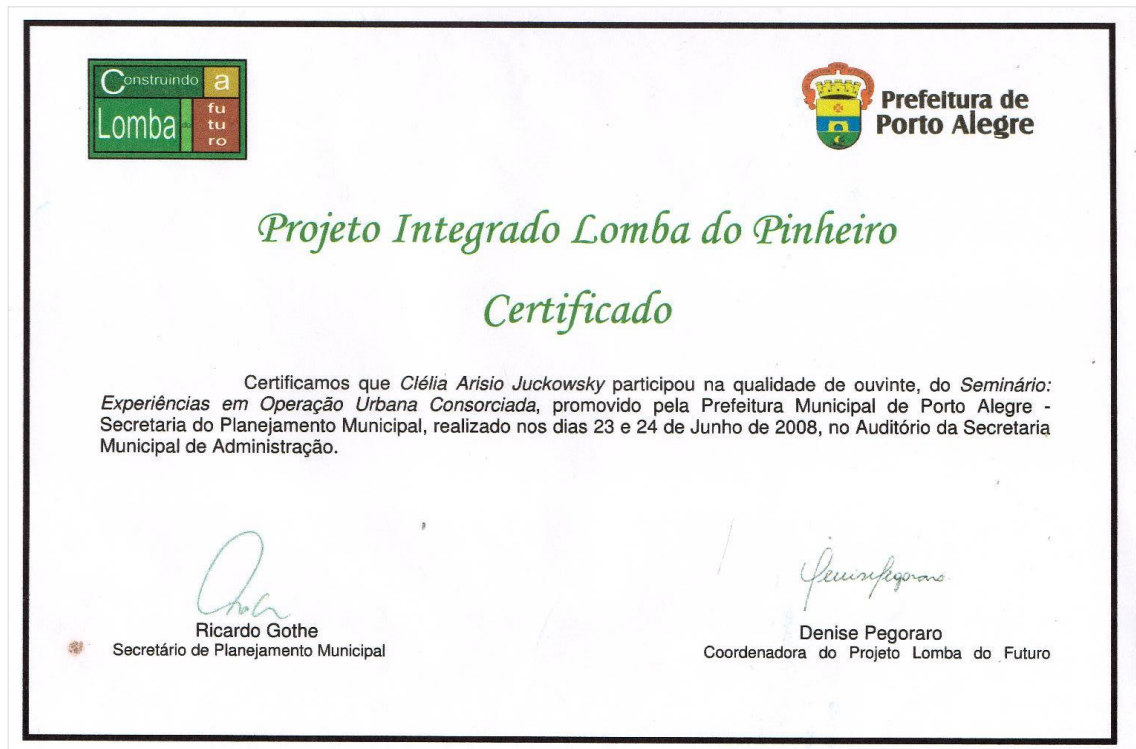 Construindo a
Lomba do futuro
Prefeitura de
Porto Alegre
Projeto Integrado Lomba do Pinheiro
Certificado
Certificamos que Clélia Arisio Juckowsky participou na qualidade de ouvinte, do Seminário:
Experiências em Operação Urbana Consorciada, promovido pela Prefeitura Municipal de Porto Alegre -
Secretaria do Planejamento Municipal, realizado nos dias 23 e 24 de Junho de 2008, no Auditório da Secretaria
Municipal de Administração.
Denise Pegoraro
Ricardo Gothe
Secretário de Planejamento Municipal
Denise Pegoraro
Coordenadora do Projeto Lomba do Futuro